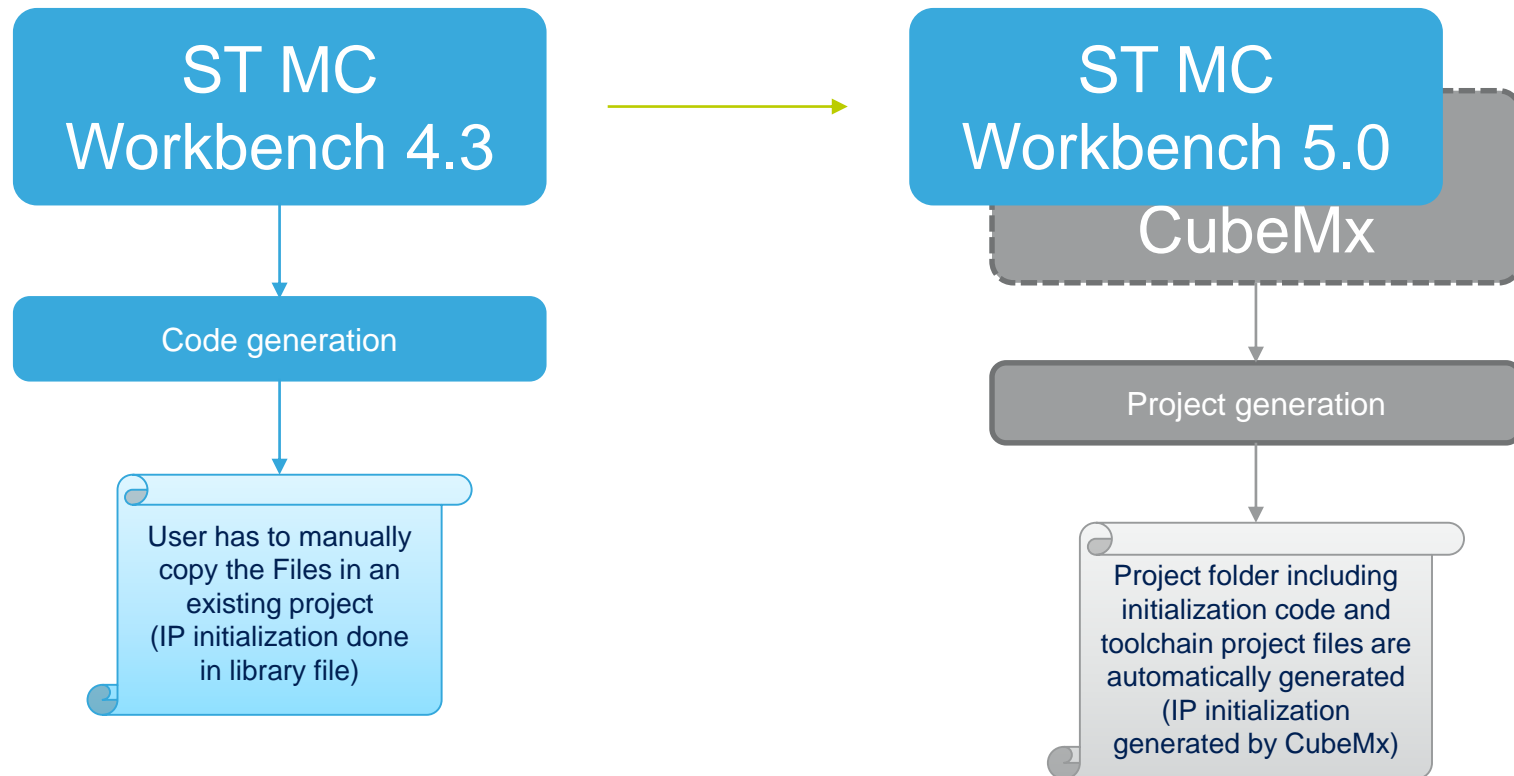 ST MC
Workbench 4.3
Code generation
User has to manually
copy the Files in an
existing project
(IP initialization done
in library file)
ST MC
Workbench 5.0
CubeMx
Project generation
Project folder including
initialization code and
toolchain project files are
automatically generated
(IP initialization
generated by CubeMx)